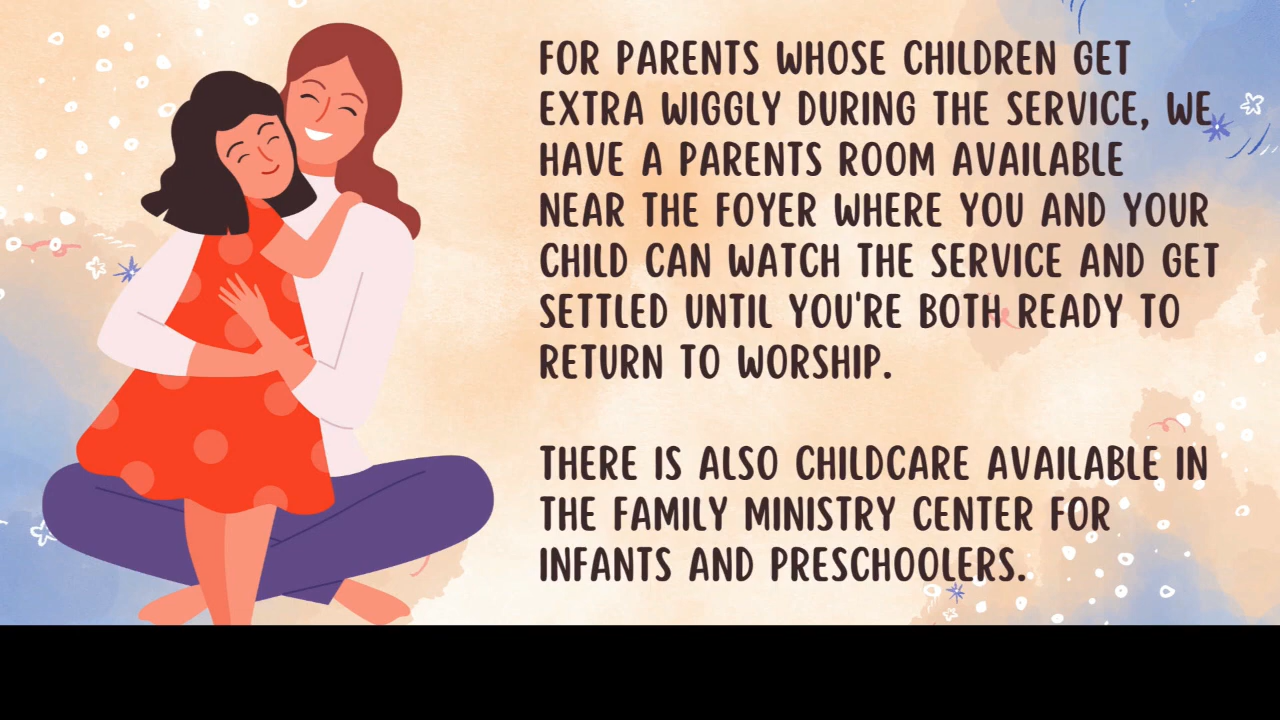 FOR PARENTS WHOSE CHILDREN GET
EXTRA WIGGLY DURING THE SERVICE, WE
HAVE A PARENTS ROOM AVAILABLE
NEAR THE FOYER WHERE YOU AND YOUR
CHILD CAN WATCH THE SERVICE AND GET
SETTLED UNTIL YOU'RE BOTH READY TO
RETURN TO WORSHIP.
THERE IS ALSO CHILDCARE AVAILABLE IN
THE FAMILY MINISTRY CENTER FOR
INFANTS AND PRESCHOOLERS.